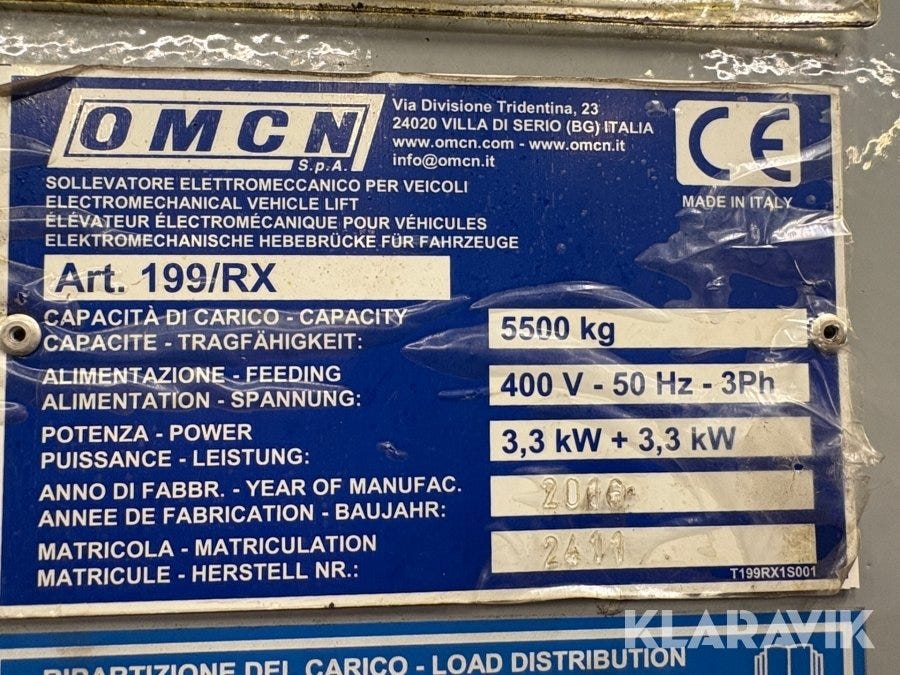 OMCN
S.p.A.
Via Divisione Tridentina, 23
24020 VILLA DI SERIO (BG) ITALIA
www.omcn.com - www.omcn.it
info@omcn.it
CE
MADE IN ITALY
SOLLEVATORE ELETTROMECCANICO PER VEICOLI
ELECTROMECHANICAL VEHICLE LIFT
ÉLÉVATEUR ÉLECTROMÉCANIQUE POUR VÉHICULES
ELEKTROMECHANISCHE HEBEBRÜCKE FÜR FAHRZEUGE
Art. 199/RX
CAPACITÀ DI CARICO - CAPACITY
CAPACITE - TRAGFÄHIGKEIT:
5500 kg
ALIMENTAZIONE - FEEDING
ALIMENTATION - SPANNUNG:
400 V - 50 Hz - 3Ph
POTENZA - POWER
PUISSANCE - LEISTUNG:
3,3 kW + 3,3 kW
ANNO DI FABBR. - YEAR OF MANUFAC.
ANNEE DE FABRICATION - BAUJAHR:
MATRICOLA - MATRICULATION
MATRICULE - HERSTELL NR.:
2611
T199RX1S001
RIPARTIZIONE DEL CARICO - LOAD DISTRIBUTION
KLARAVIK